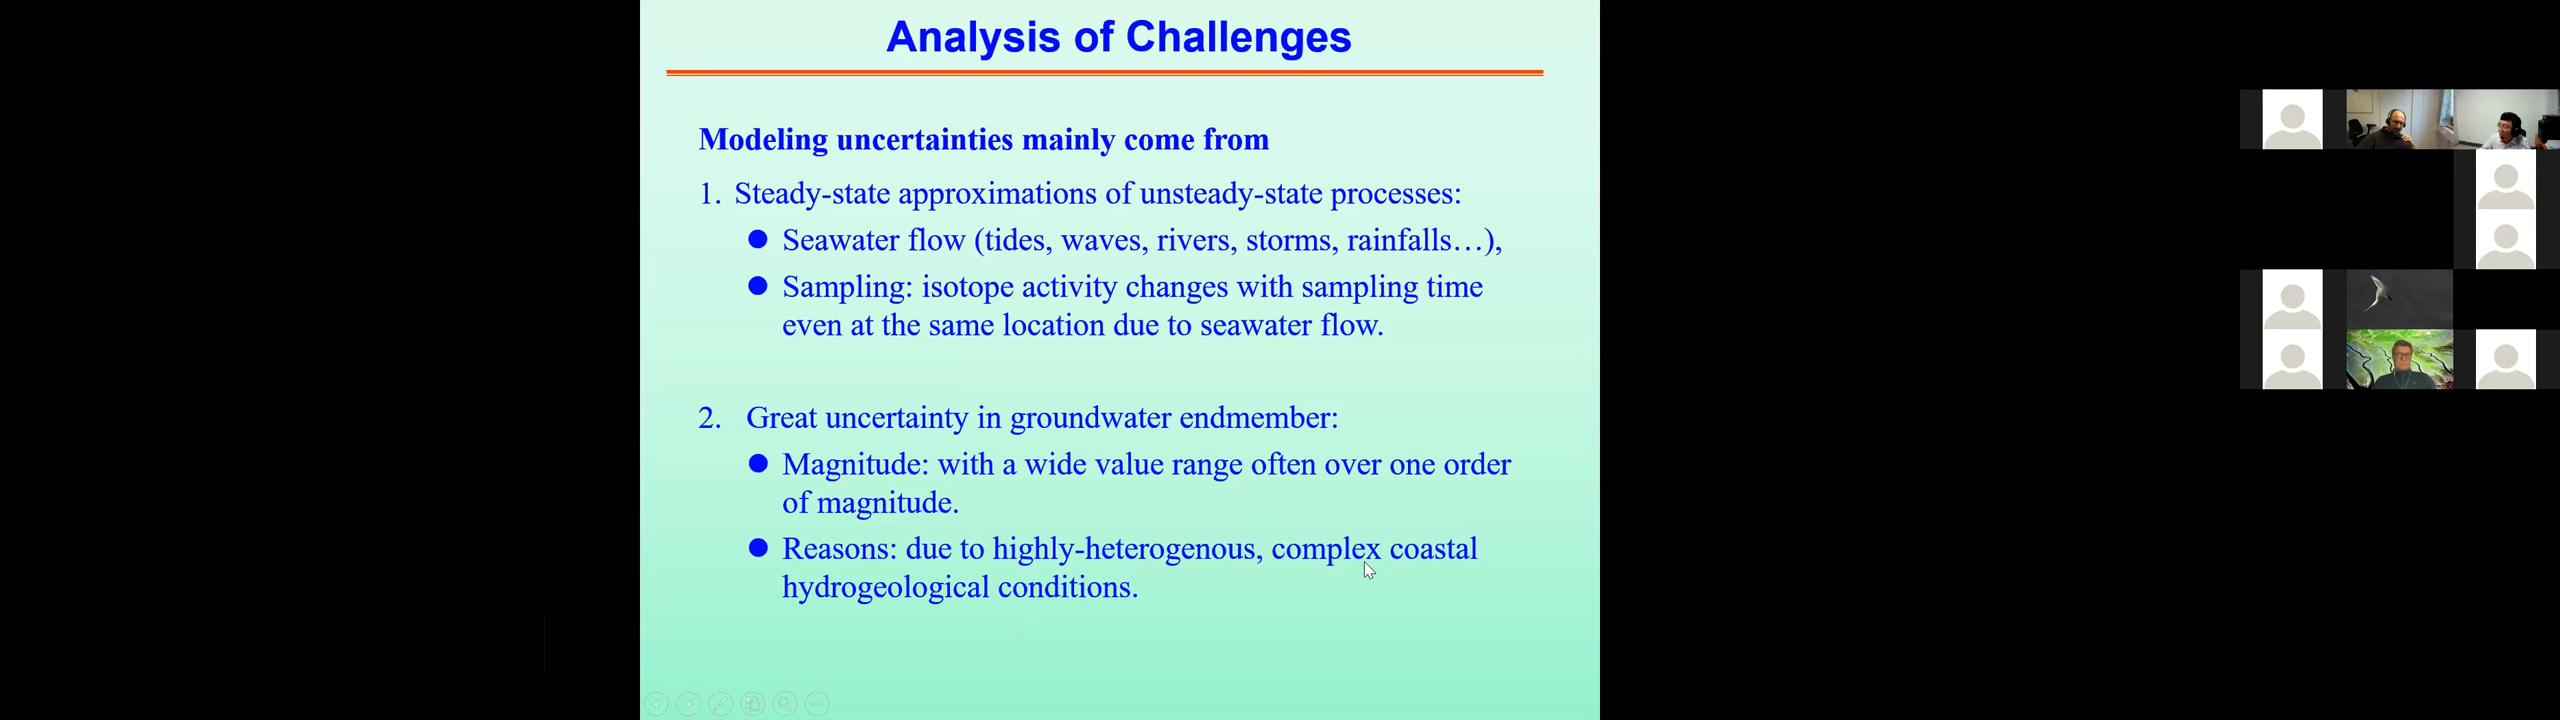 Analysis of Challenges
Modeling uncertainties mainly come from
1. Steady-state approximations of unsteady-state processes:
● Seawater flow (tides, waves, rivers, storms, rainfalls…),
● Sampling: isotope activity changes with sampling time
even at the same location due to seawater flow.
2. Great uncertainty in groundwater endmember:
● Magnitude: with a wide value range often over one order
of magnitude.
● Reasons: due to highly-heterogenous, complex coastal
hydrogeological conditions.